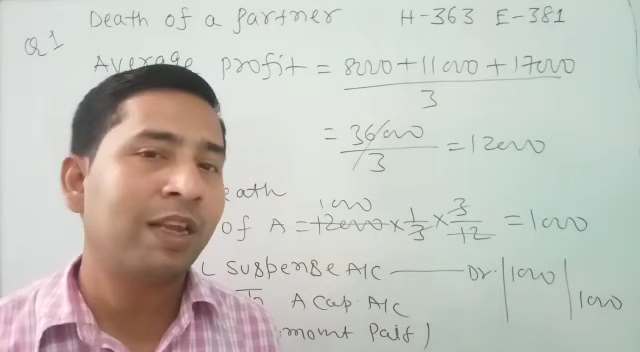 Death of a partner H-363 E-381
Q1
Average profit = 8000+11000+17000
3
= 36000
/3
= 12000
eath
1000
of A = 12000 × 1/3 × 3/12 = 1000
Suspense A/C Dr. 1000
To A Cap A/C 1000
mount